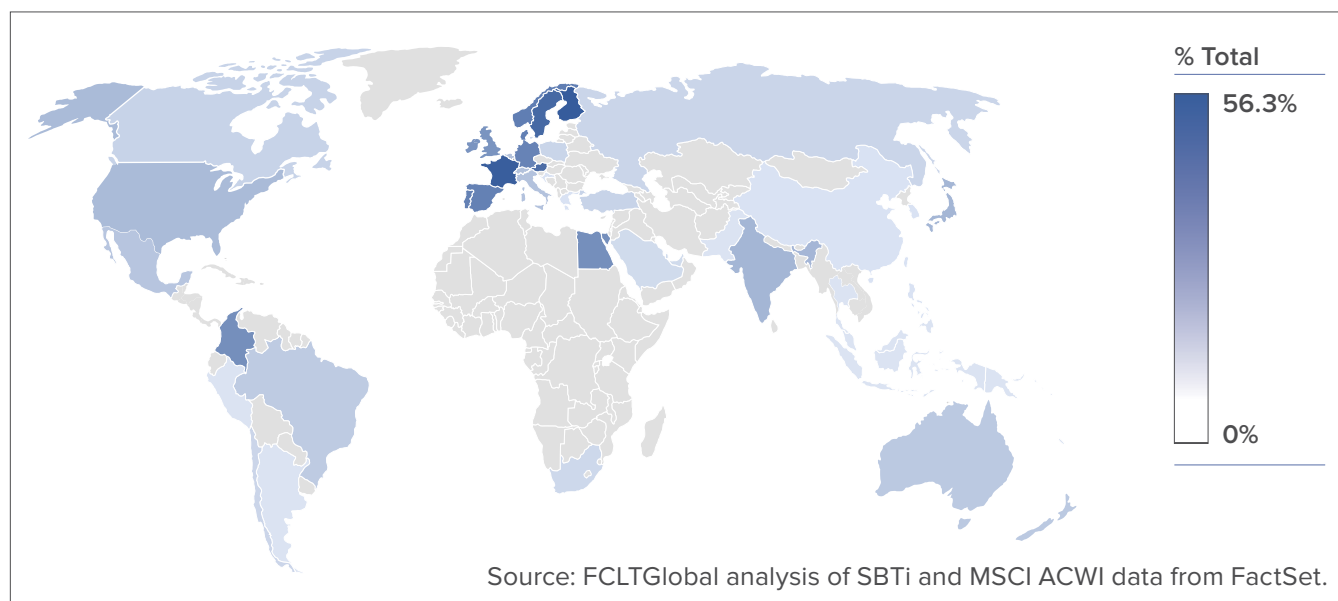 % Total
56.3%
0%
Source: FCLTGlobal analysis of SBTi and MSCI ACWI data from FactSet.